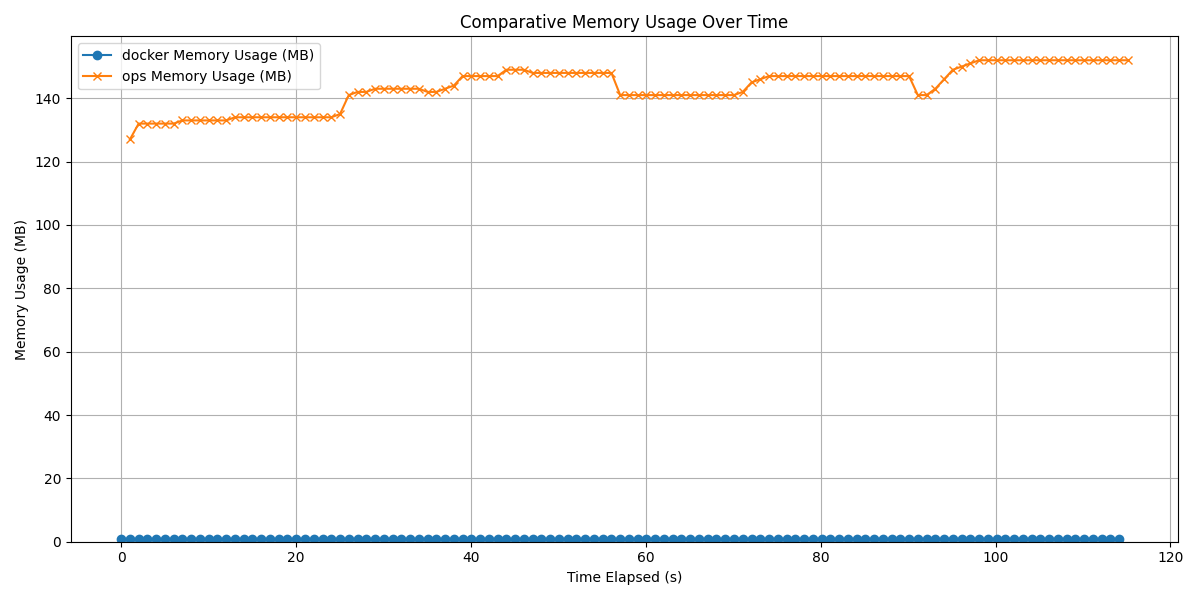 Comparative Memory Usage Over Time
docker Memory Usage (MB)
ops Memory Usage (MB)
Memory Usage (MB)
140
120
100
80
60
40
20
0
0 20 40 60 80 100 120
Time Elapsed (s)